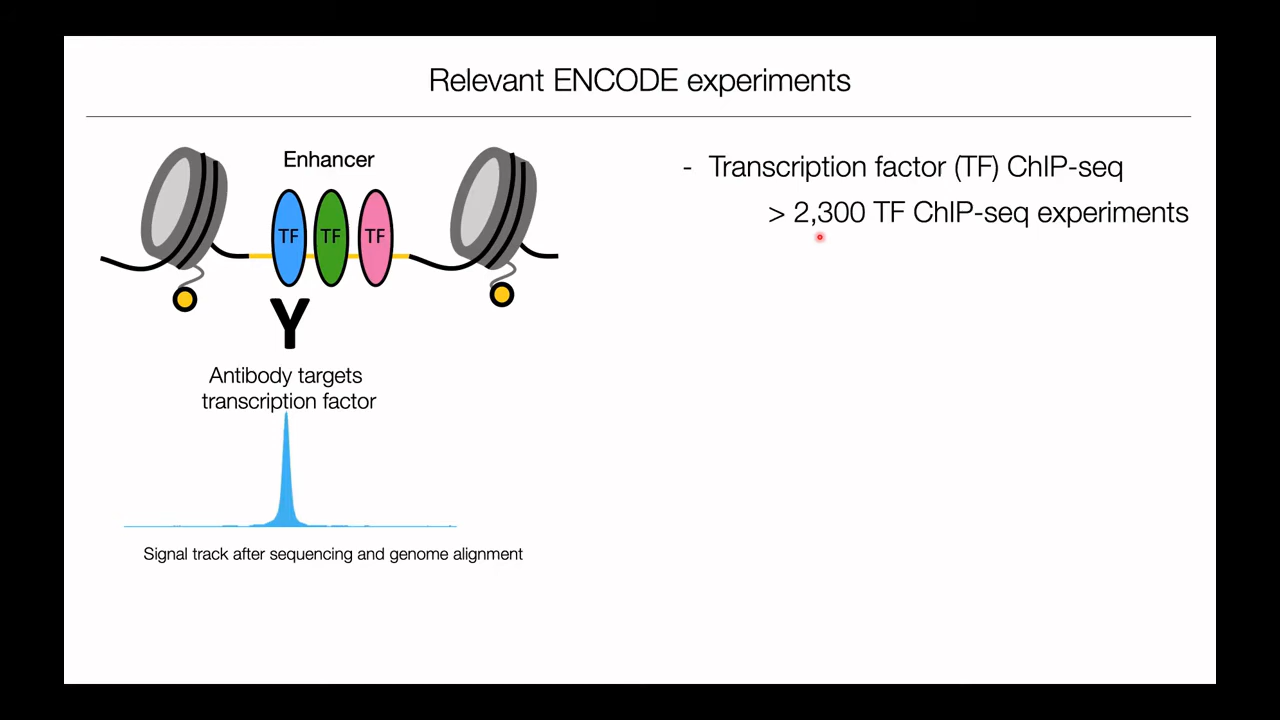 Relevant ENCODE experiments
Enhancer
TF TF TF
Antibody targets
transcription factor
Signal track after sequencing and genome alignment
- Transcription factor (TF) ChIP-seq
> 2,300 TF ChIP-seq experiments